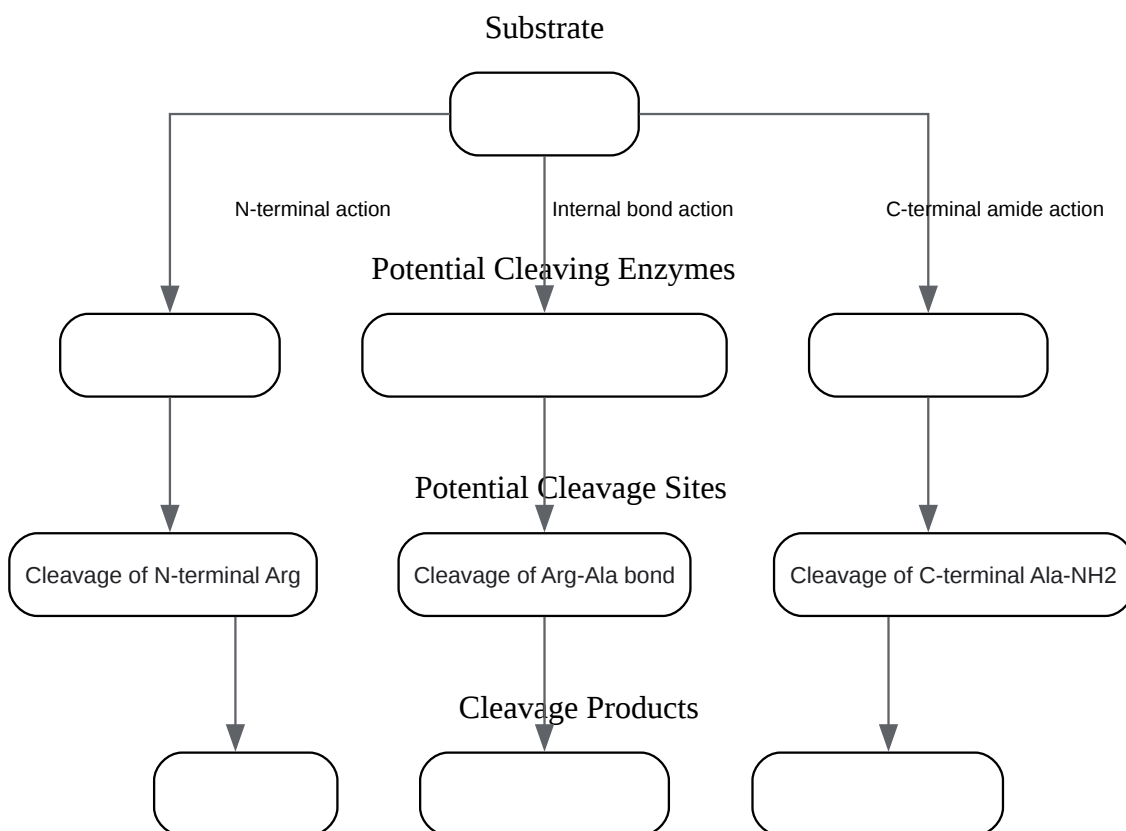 Substrate
N-terminal action
Internal bond action
C-terminal amide action
Potential Cleaving Enzymes
Potential Cleavage Sites
Cleavage of N-terminal Arg
Cleavage of Arg-Ala bond
Cleavage of C-terminal Ala-NH2
Cleavage Products